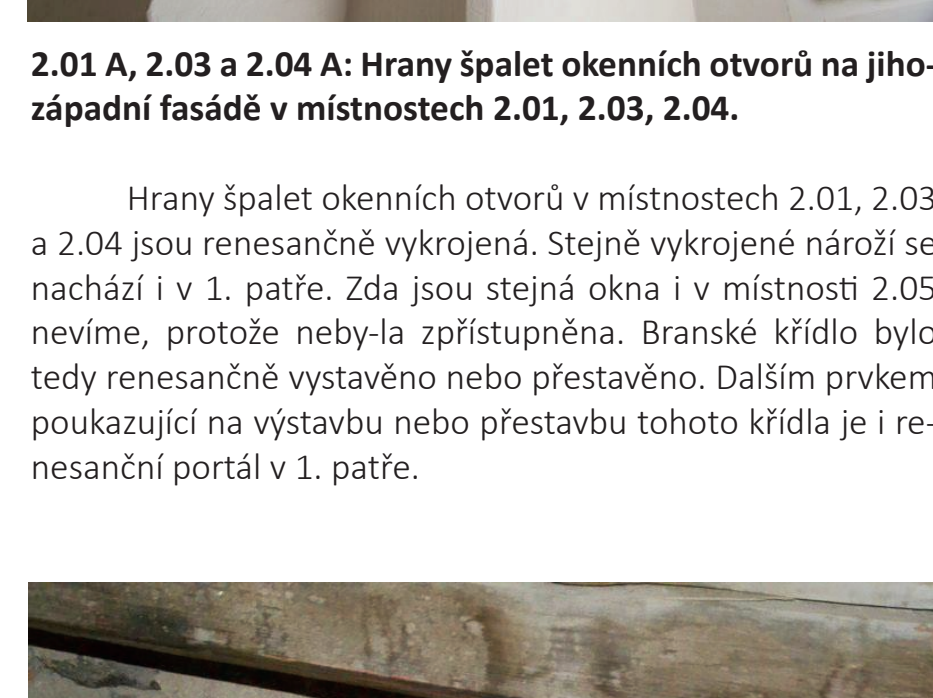 2.01 A, 2.03 a 2.04 A: Hrany špalet okenních otvorů na jiho-
západní fasádě v místnostech 2.01, 2.03, 2.04.
Hrany špalet okenních otvorů v místnostech 2.01, 2.03
a 2.04 jsou renesančně vykrojená. Stejně vykrojené nároží se
nachází i v 1. patře. Zda jsou stejná okna i v místnosti 2.05
nevíme, protože neby-la zpřístupněna. Branské křídlo bylo
tedy renesančně vystavěno nebo přestavěno. Dalším prvkem
poukazující na výstavbu nebo přestavbu tohoto křídla je i re-
nesanční portál v 1. patře.